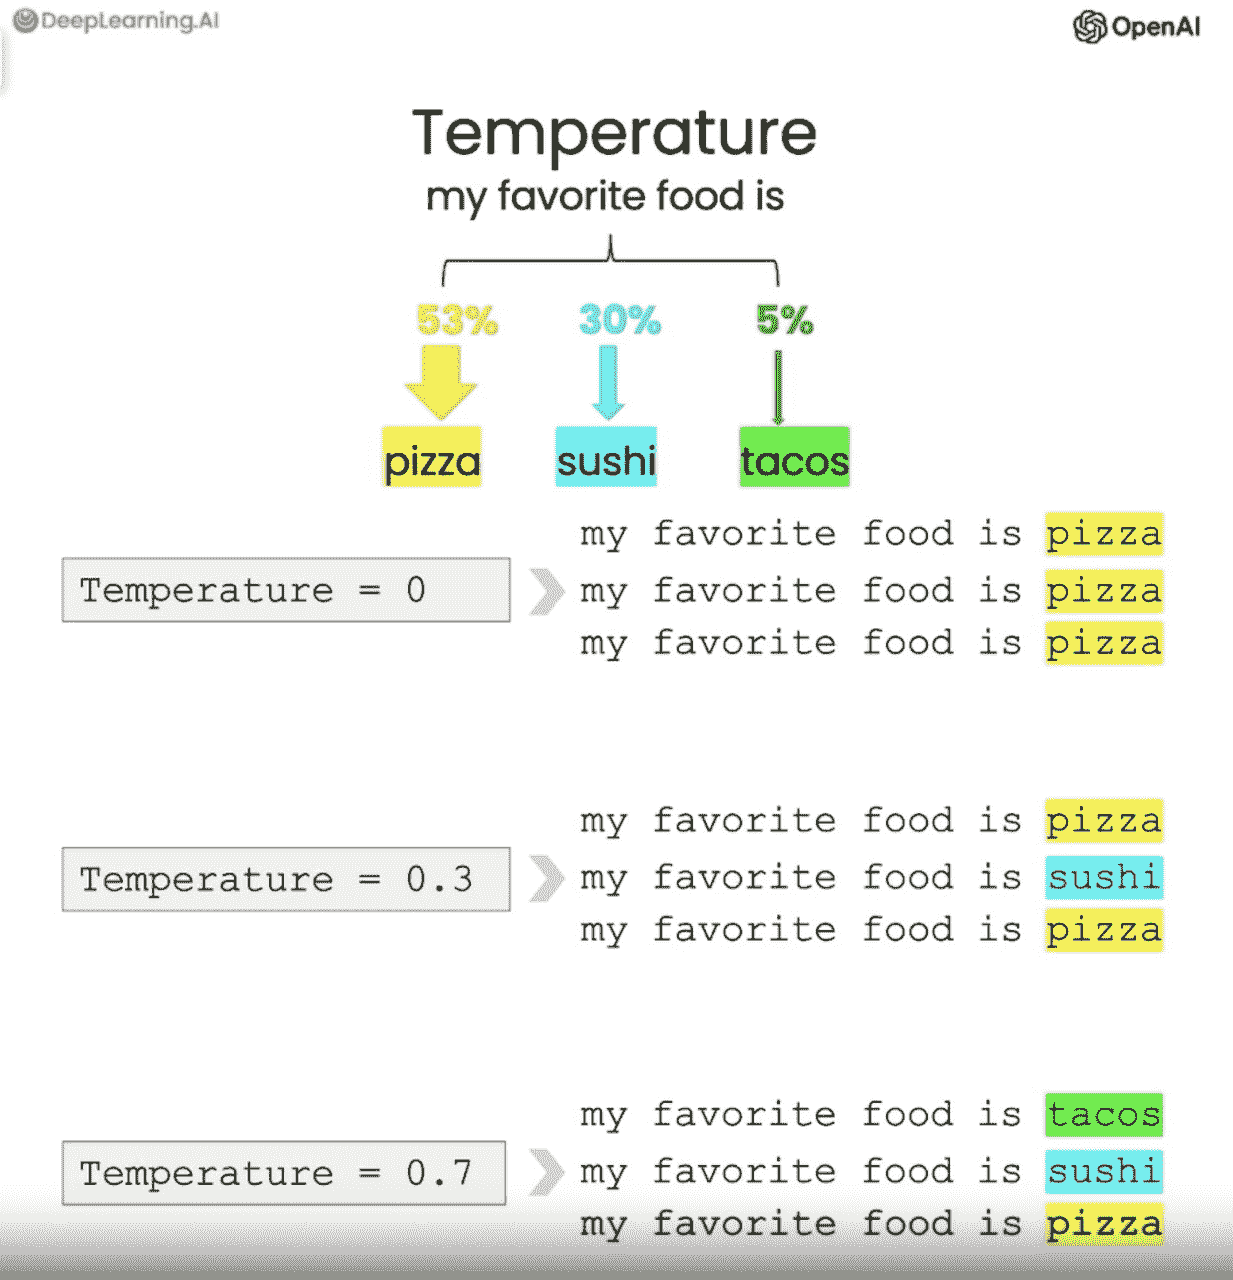 DeepLearning.AI
OpenAI
Temperature
my favorite food is
53% 30% 5%
pizza sushi tacos
my favorite food is pizza
Temperature = 0
my favorite food is pizza
my favorite food is pizza
my favorite food is pizza
Temperature = 0.3
my favorite food is sushi
my favorite food is pizza
my favorite food is tacos
Temperature = 0.7
my favorite food is sushi
my favorite food is pizza